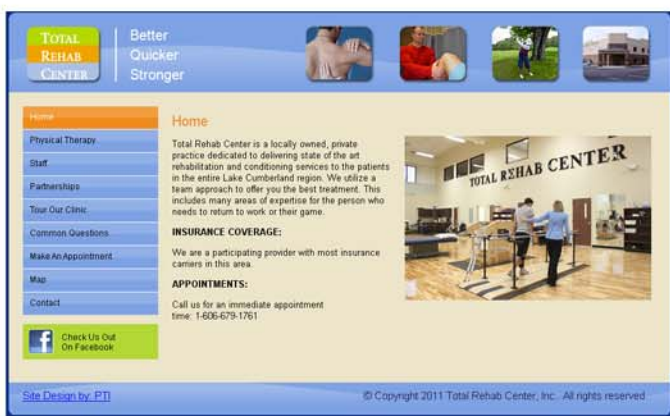 TOTAL
REHAB
CENTER
Better
Quicker
Stronger
Home
Physical Therapy
Staff
Partnerships
Tour Our Clinic
Common Questions
Make An Appointment
Map
Contact
Check Us Out
On Facebook
Home
Total Rehab Center is a locally owned, private
practice dedicated to delivering state of the art
rehabilitation and conditioning services to the patients
in the entire Lake Cumberland region. We utilize a
team approach to offer you the best treatment. This
includes many areas of expertise for the person who
needs to return to work or their game.
INSURANCE COVERAGE:
We are a participating provider with most insurance
carriers in this area.
APPOINTMENTS:
Call us for an immediate appointment
time: 1-606-679-1761
TOTAL REHAB CENTER
Site Design by: PTI
© Copyright 2011 Total Rehab Center, Inc. All rights reserved